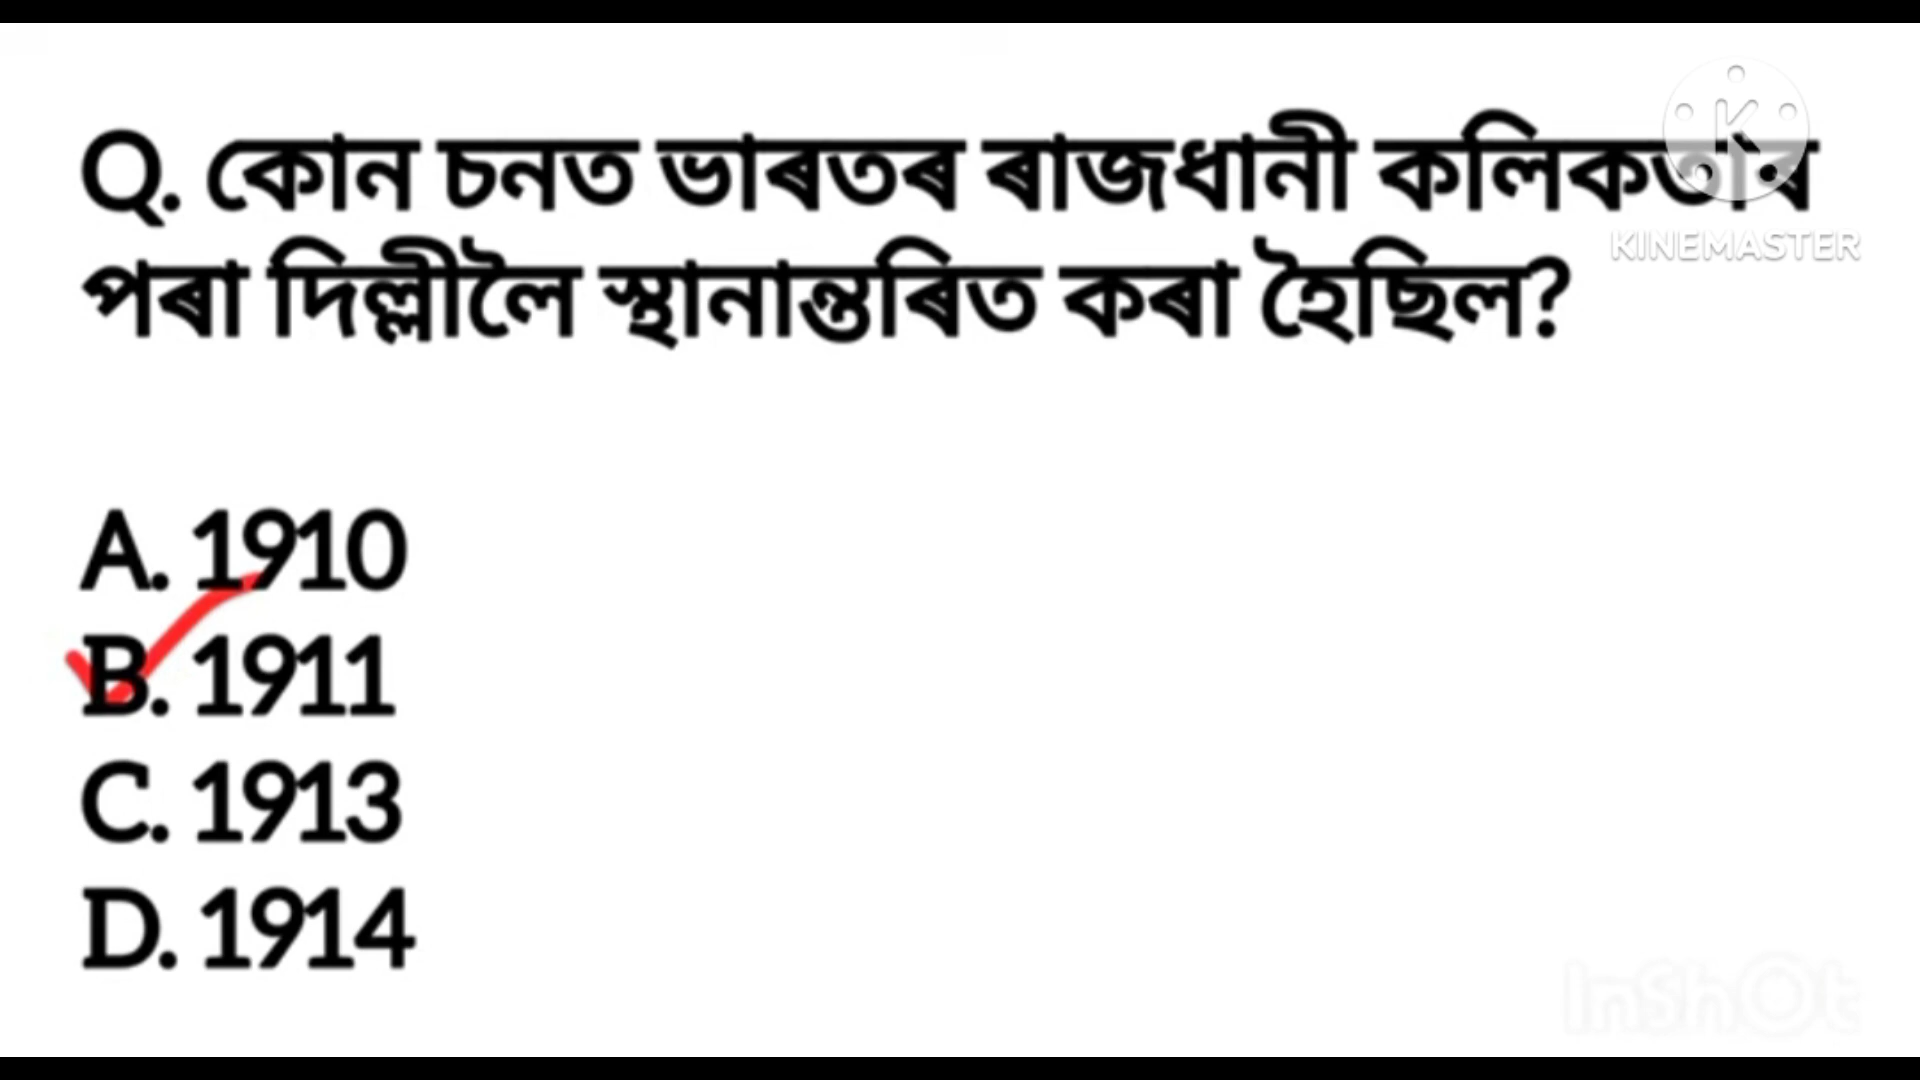 Q. কোন চনত ভাৰতৰ ৰাজধানী কলিকতাৰ
পৰা দিল্লীলৈ স্থানান্তৰিত কৰা হৈছিল?
K
KINEMASTER
A. 1910
B. 1911
C. 1913
D. 1914
InShOt